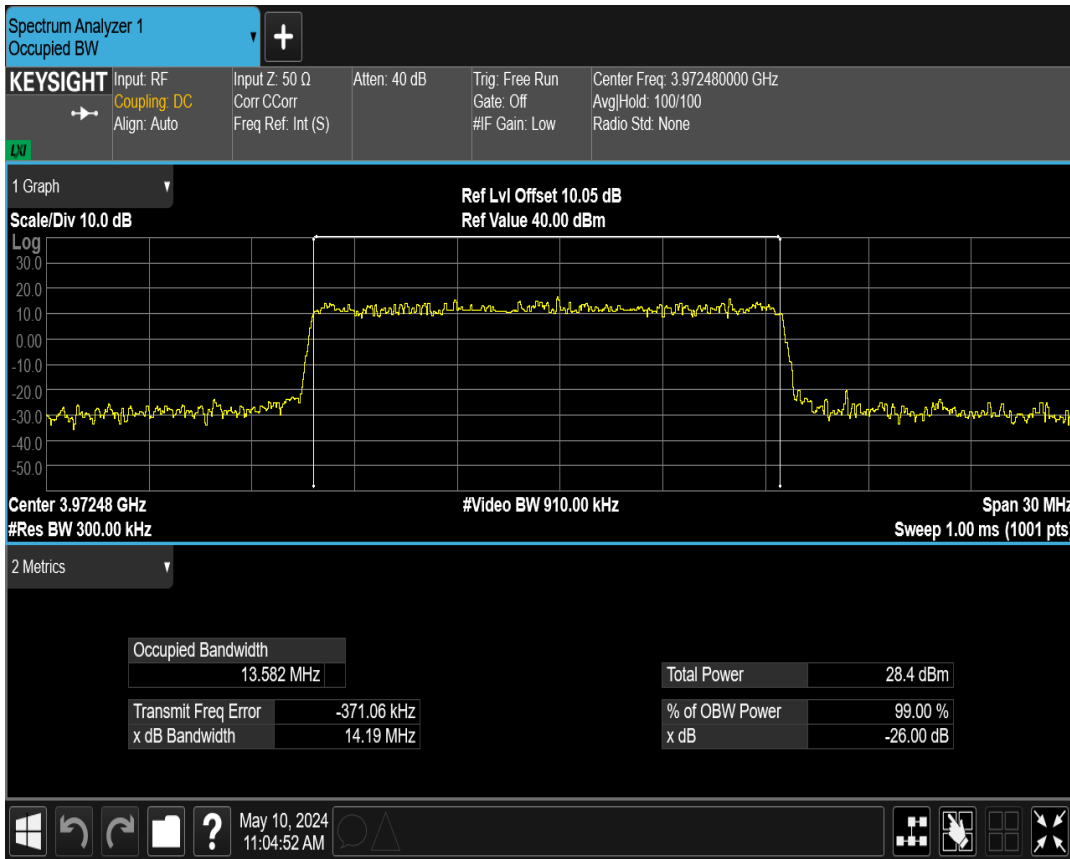 Spectrum Analyzer 1
Occupied BW
+
KEYSIGHT
LXI
Input: RF
Coupling: DC
Align: Auto
Input Z: 50 Ω
Corr CCorr
Freq Ref: Int (S)
Atten: 40 dB
Trig: Free Run
Gate: Off
#IF Gain: Low
Center Freq: 3.972480000 GHz
Avg|Hold: 100/100
Radio Std: None
1 Graph
Scale/Div 10.0 dB
Ref Lvl Offset 10.05 dB
Ref Value 40.00 dBm
Log
30.0
20.0
10.0
0.00
-10.0
-20.0
-30.0
-40.0
-50.0
Center 3.97248 GHz
#Video BW 910.00 kHz
Span 30 MHz
#Res BW 300.00 kHz
Sweep 1.00 ms (1001 pts)
2 Metrics
Occupied Bandwidth
13.582 MHz
Total Power 28.4 dBm
Transmit Freq Error -371.06 kHz
% of OBW Power 99.00 %
x dB Bandwidth 14.19 MHz
x dB -26.00 dB
?
May 10, 2024
11:04:52 AM